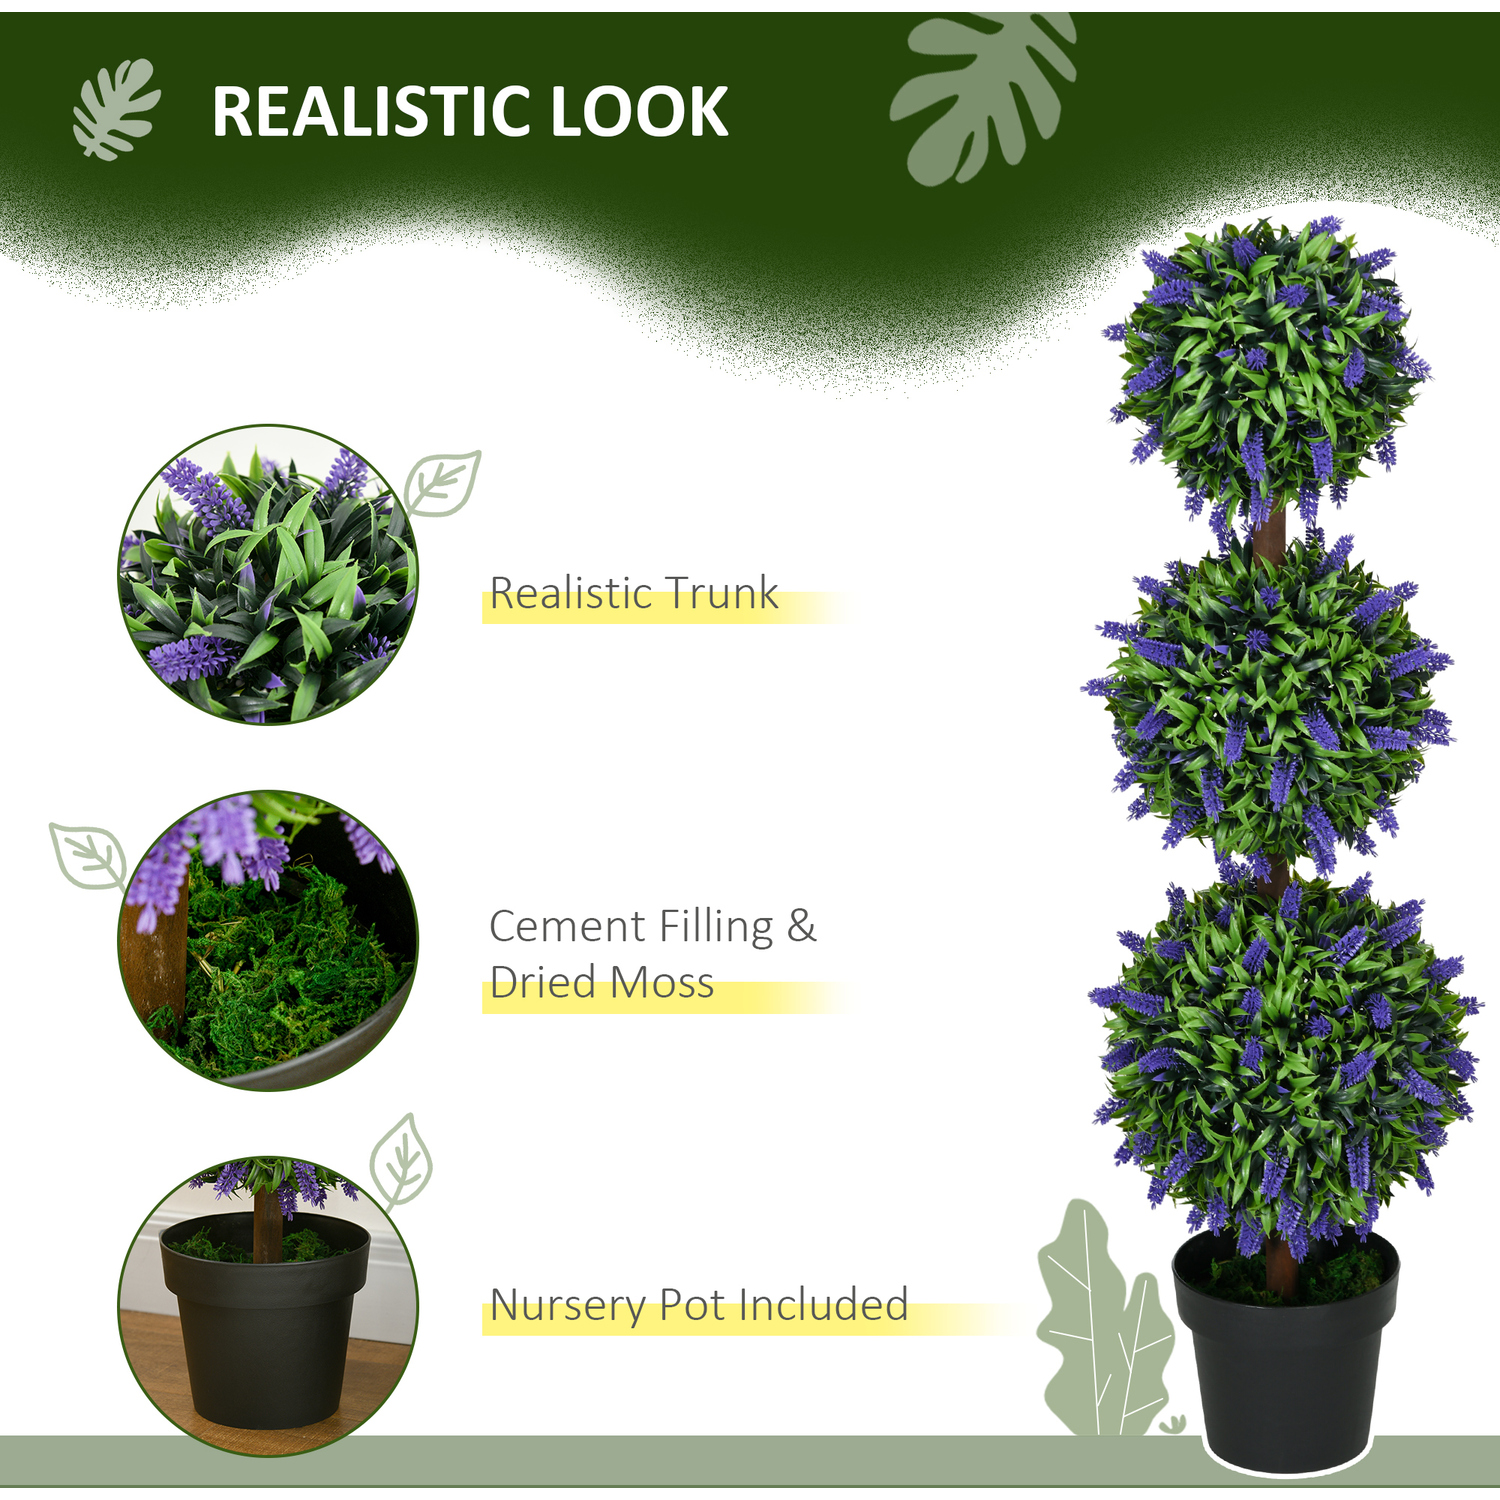 REALISTIC LOOK
Realistic Trunk
Cement Filling &
Dried Moss
Nursery Pot Included